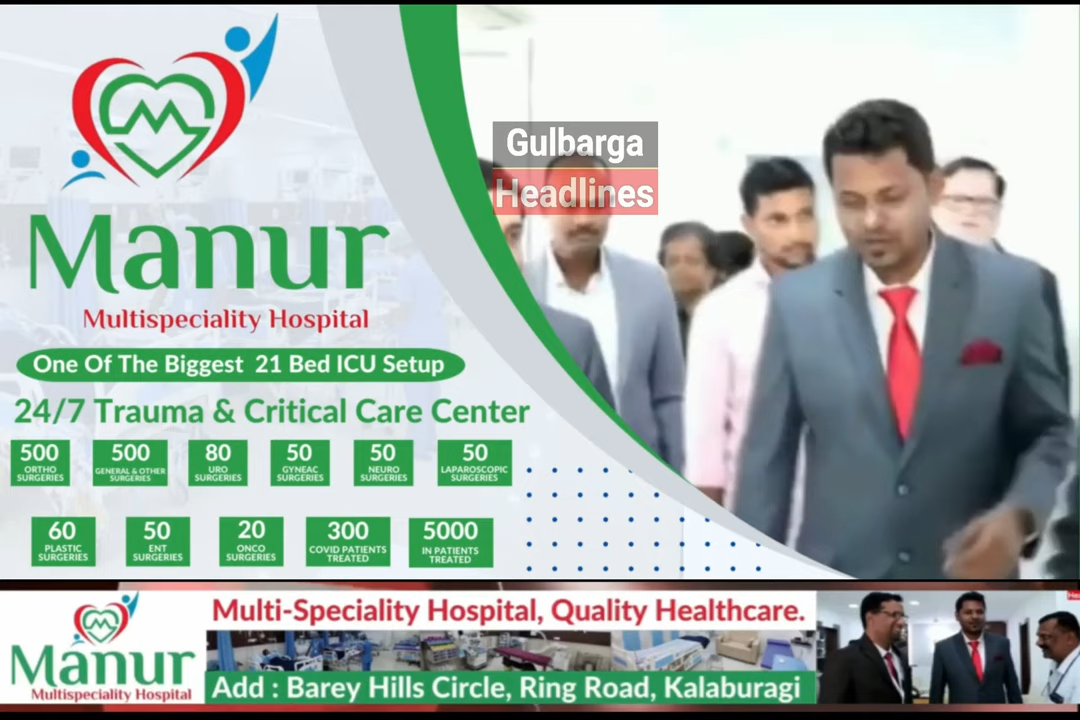 Gulbarga
Headlines
Manur
Multispeciality Hospital
One Of The Biggest 21 Bed ICU Setup
24/7 Trauma & Critical Care Center
500
ORTHO
SURGERIES
500
GENERAL & OTHER
SURGERIES
80
URO
SURGERIES
50
GYNEAC
SURGERIES
50
NEURO
SURGERIES
50
LAPAROSCOPIC
SURGERIES
60
PLASTIC
SURGERIES
50
ENT
SURGERIES
20
ONCO
SURGERIES
300
COVID PATIENTS
TREATED
5000
IN PATIENTS
TREATED
Manur
Multispeciality Hospital
Multi-Speciality Hospital, Quality Healthcare.
Add : Barey Hills Circle, Ring Road, Kalaburagi